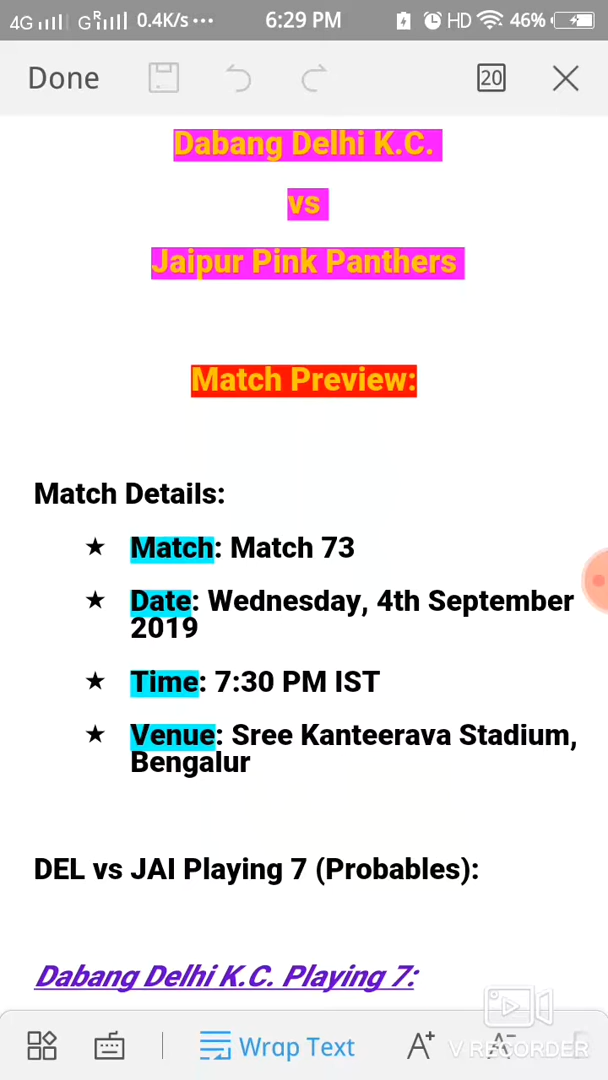 4G R G 0.4K/s ••• 6:29 PM HD 46%
Done 20
Dabang Delhi K.C.
vs
Jaipur Pink Panthers
Match Preview:
Match Details:
★ Match: Match 73
★ Date: Wednesday, 4th September
2019
★ Time: 7:30 PM IST
★ Venue: Sree Kanteerava Stadium,
Bengalur
DEL vs JAI Playing 7 (Probables):
Dabang Delhi K.C. Playing 7:
Wrap Text A+ A-
V RECORDER